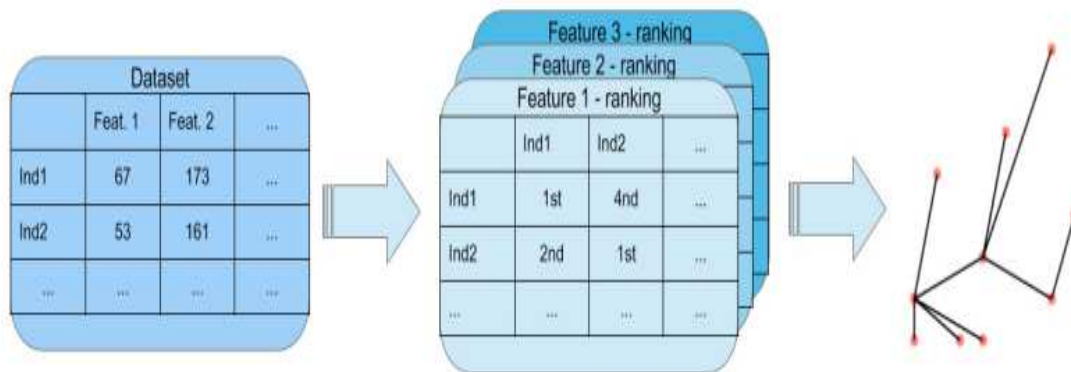 Dataset
Feat. 1 Feat. 2 ...
Ind1 67 173 ...
Ind2 53 161 ...
... ... ... ...
Feature 3 - ranking
Feature 2 - ranking
Feature 1 - ranking
Ind1 Ind2 ...
Ind1 1st 4nd ...
Ind2 2nd 1st ...
... ... ... ...